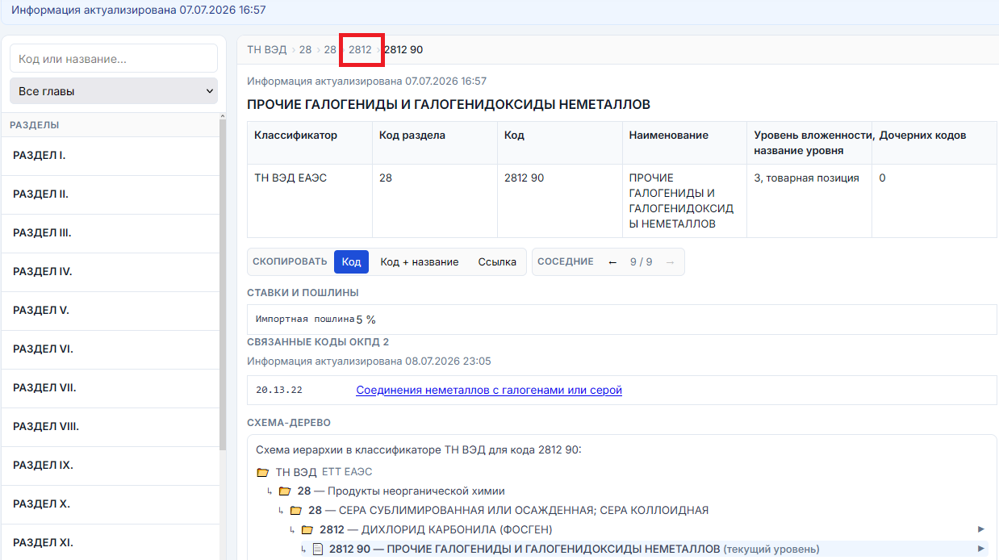 Информация актуализирована 07.07.2026 16:57
Код или название...
Все главы
РАЗДЕЛЫ
РАЗДЕЛ I.
РАЗДЕЛ II.
РАЗДЕЛ III.
РАЗДЕЛ IV.
РАЗДЕЛ V.
РАЗДЕЛ VI.
РАЗДЕЛ VII.
РАЗДЕЛ VIII.
РАЗДЕЛ IX.
РАЗДЕЛ X.
РАЗДЕЛ XI.
ТН ВЭД › 28 › 28 › 2812 › 2812 90
Информация актуализирована 07.07.2026 16:57
ПРОЧИЕ ГАЛОГЕНИДЫ И ГАЛОГЕНИДОКСИДЫ НЕМЕТАЛЛОВ
Классификатор Код раздела Код Наименование Уровень вложенности, Дочерних кодов
название уровня
ТН ВЭД ЕАЭС 28 2812 90 ПРОЧИЕ 3, товарная позиция 0
ГАЛОГЕНИДЫ И
ГАЛОГЕНИДОКСИД
Ы НЕМЕТАЛЛОВ
СКОПИРОВАТЬ Код Код + название Ссылка СОСЕДНИЕ ← 9 / 9 →
СТАВКИ И ПОШЛИНЫ
Импортная пошлина 5 %
СВЯЗАННЫЕ КОДЫ ОКПД 2
Информация актуализирована 08.07.2026 23:05
20.13.22 Соединения неметаллов с галогенами или серой
СХЕМА-ДЕРЕВО
Схема иерархии в классификаторе ТН ВЭД для кода 2812 90:
ТН ВЭД ЕТТ ЕАЭС
↳ 28 — Продукты неорганической химии
↳ 28 — СЕРА СУБЛИМИРОВАННАЯ ИЛИ ОСАЖДЕННАЯ; СЕРА КОЛЛОИДНАЯ
↳ 2812 — ДИХЛОРИД КАРБОНИЛА (ФОСГЕН) ▶
↳ 2812 90 — ПРОЧИЕ ГАЛОГЕНИДЫ И ГАЛОГЕНИДОКСИДЫ НЕМЕТАЛЛОВ (текущий уровень) ▶